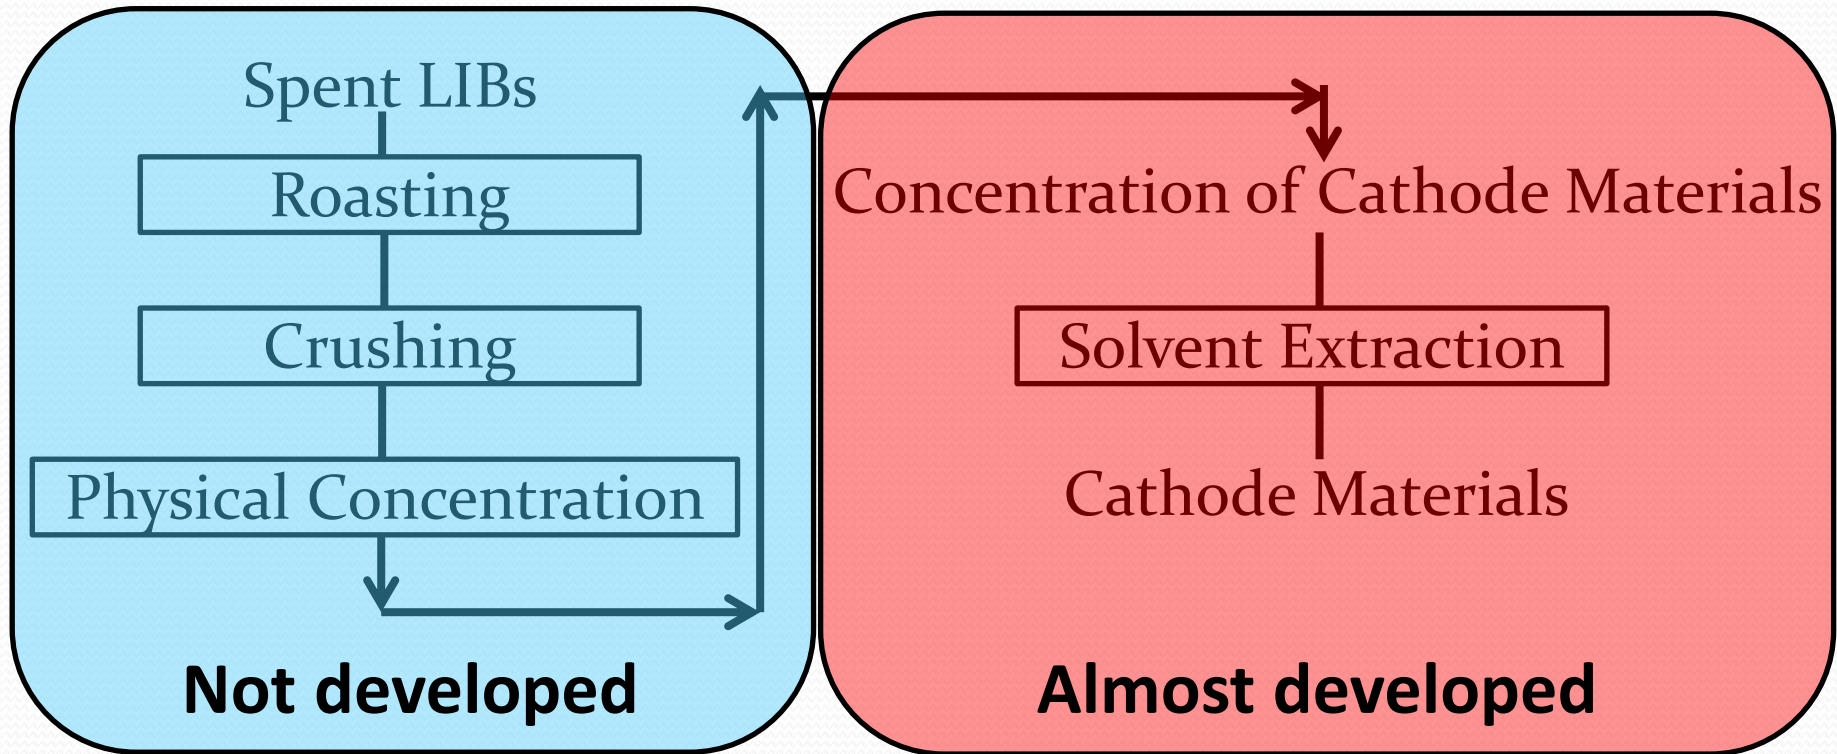 Spent LIBs
Roasting
Crushing
Physical Concentration
Not developed
Concentration of Cathode Materials
Solvent Extraction
Cathode Materials
Almost developed